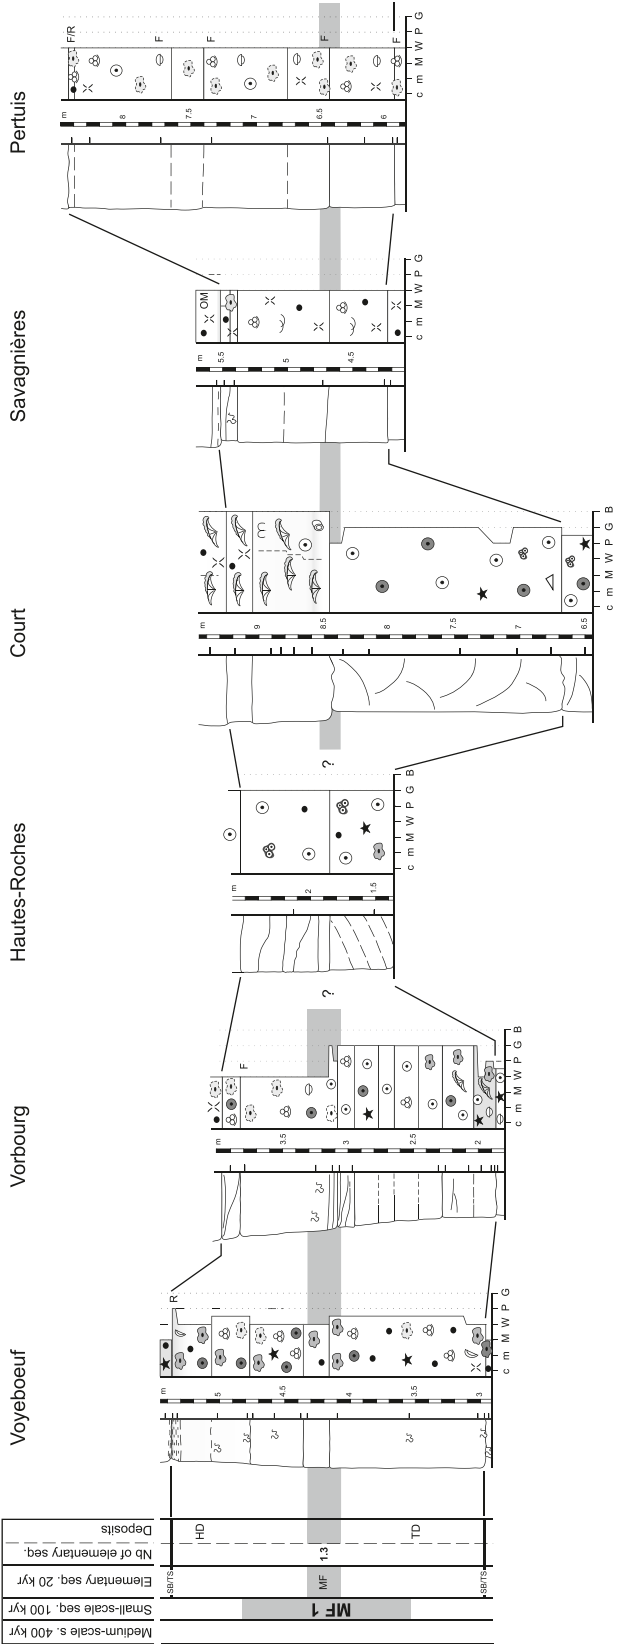 Pertuis
G
P
W
M
m
c
F/R
F
F
F
F
m
8
7.5
7
6.5
6
Savagnières
G
P
W
M
m
c
OM
m
5.5
5
4.5
Court
B
G
P
W
M
m
c
m
9
8.5
8
7.5
7
6.5
?
Hautes-Roches
B
G
P
W
M
m
c
m
2
1.5
?
Vorbourg
B
G
P
W
M
m
c
F
m
3.5
3
2.5
2
Voyeboeuf
G
P
W
M
m
c
R
m
5
4.5
4
3.5
3
Deposits
HD
TD
Nb of elementary seq.
1.3
Elementary seq. 20 kyr
SB/TS
MF
SB/TS
Small-scale seq. 100 kyr
MF 1
Medium-scale s. 400 kyr